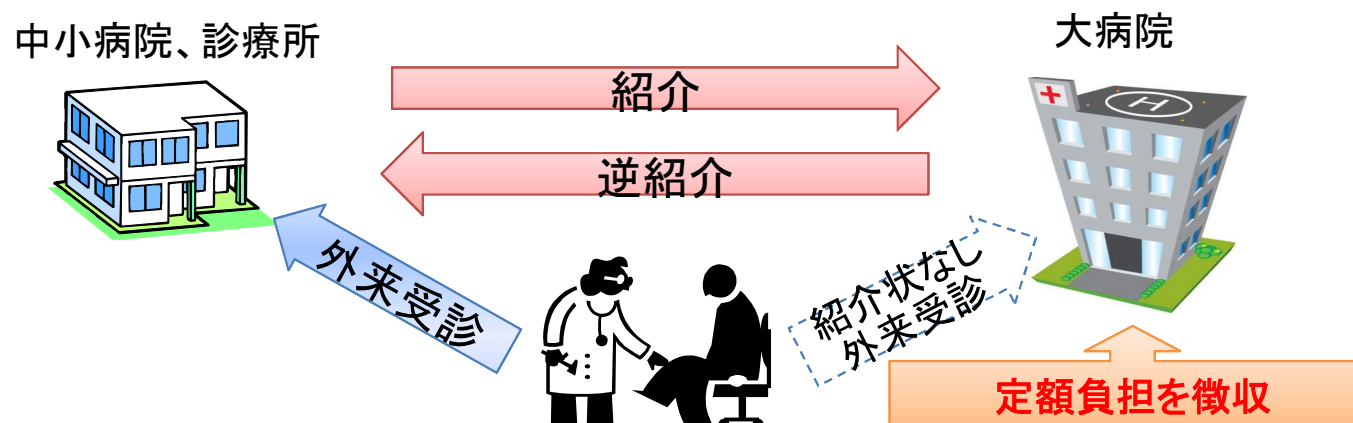 中小病院、診療所
大病院
紹介
逆紹介
外来受診
紹介状なし
外来受診
定額負担を徴収
H